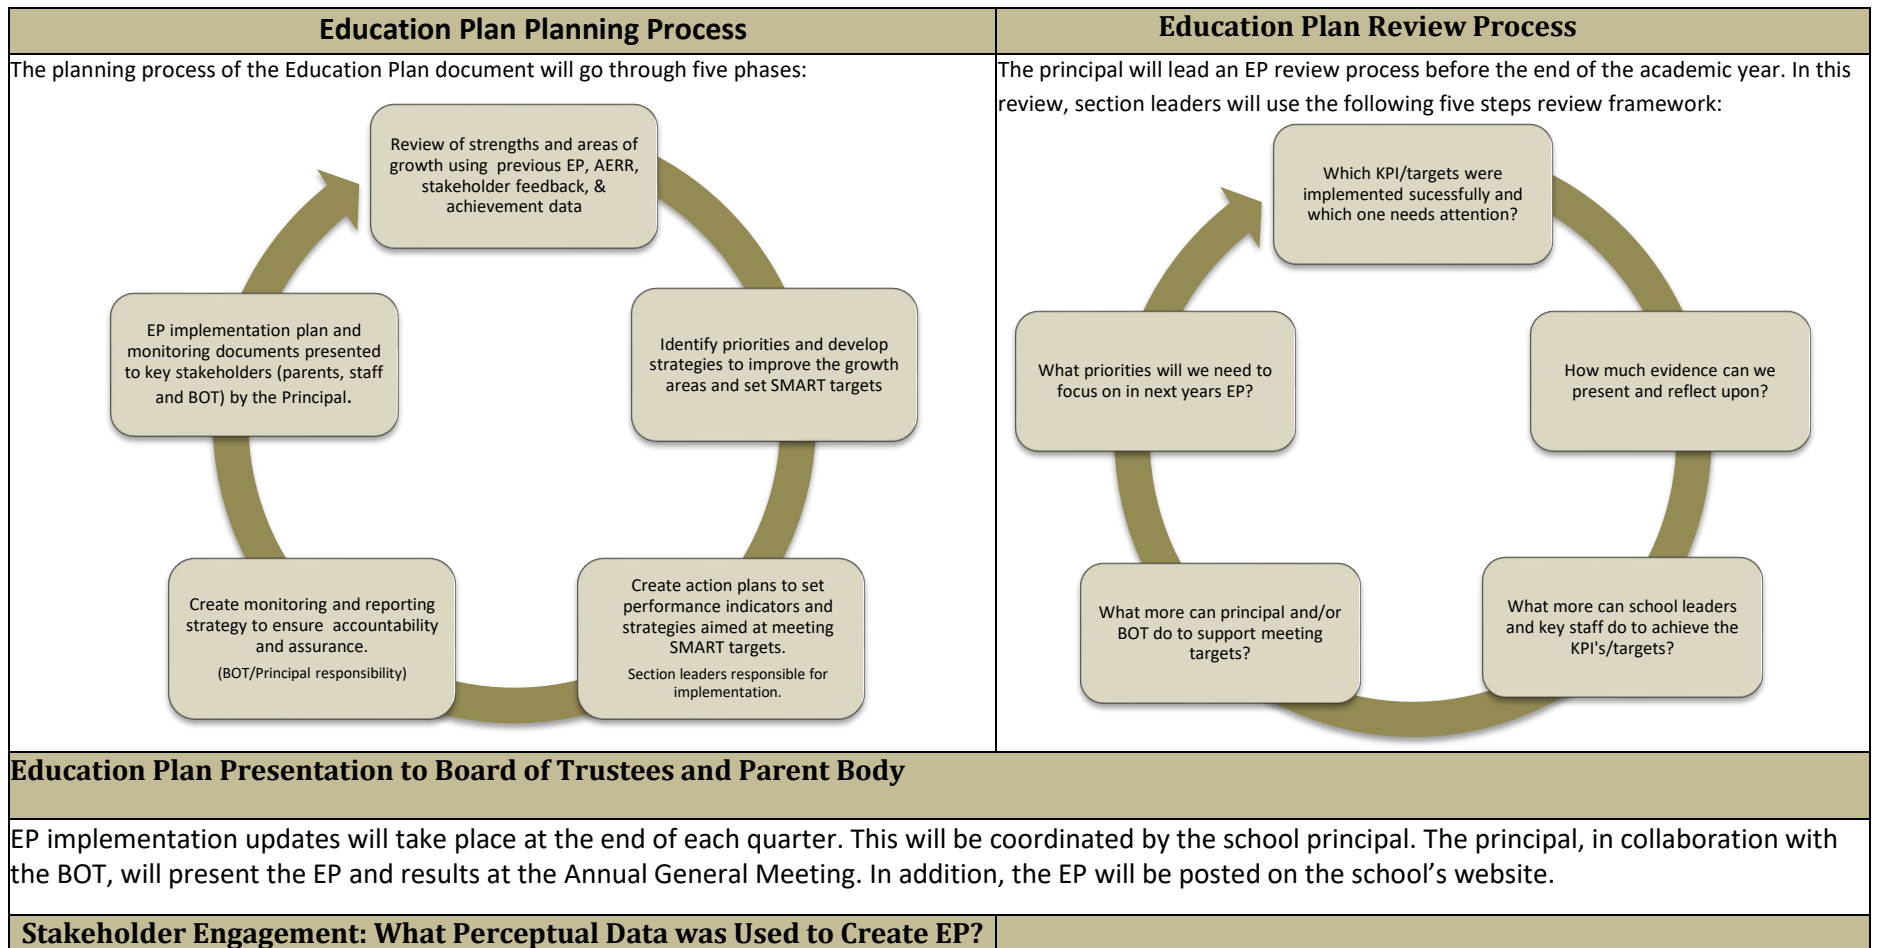 Education Plan Planning Process
The planning process of the Education Plan document will go through five phases:
Review of strengths and areas of
growth using previous EP, AERR,
stakeholder feedback, &
achievement data
Identify priorities and develop
strategies to improve the growth
areas and set SMART targets
Create action plans to set
performance indicators and
strategies aimed at meeting
SMART targets.
Section leaders responsible for
implementation.
Create monitoring and reporting
strategy to ensure accountability
and assurance.
(BOT/Principal responsibility)
EP implementation plan and
monitoring documents presented
to key stakeholders (parents, staff
and BOT) by the Principal.
Education Plan Review Process
The principal will lead an EP review process before the end of the academic year. In this
review, section leaders will use the following five steps review framework:
Which KPI/targets were
implemented sucessfully and
which one needs attention?
How much evidence can we
present and reflect upon?
What more can school leaders
and key staff do to achieve the
KPI's/targets?
What more can principal and/or
BOT do to support meeting
targets?
What priorities will we need to
focus on in next years EP?
Education Plan Presentation to Board of Trustees and Parent Body
EP implementation updates will take place at the end of each quarter. This will be coordinated by the school principal. The principal, in collaboration with
the BOT, will present the EP and results at the Annual General Meeting. In addition, the EP will be posted on the school’s website.
Stakeholder Engagement: What Perceptual Data was Used to Create EP?